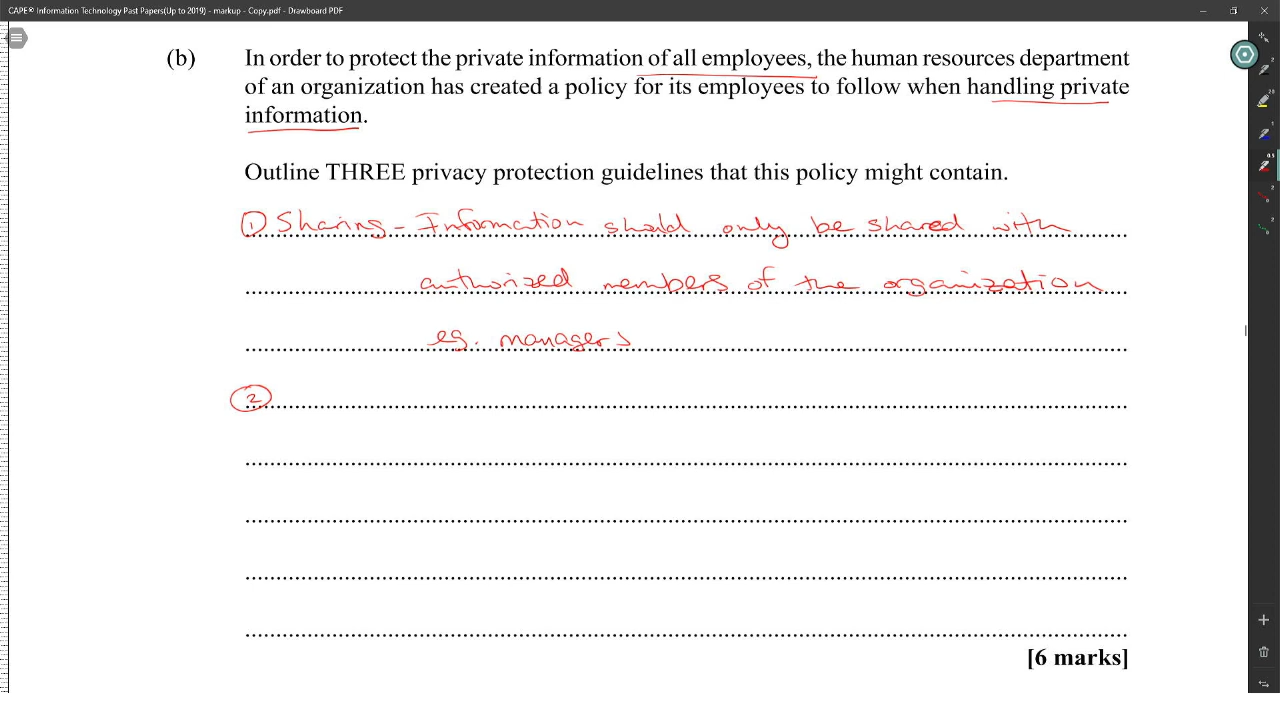 CAPE® Information Technology Past Papers(Up to 2019) - markup - Copy.pdf - Drawboard PDF
(b) In order to protect the private information of all employees, the human resources department
of an organization has created a policy for its employees to follow when handling private
information.
Outline THREE privacy protection guidelines that this policy might contain.
① Sharing - Information should only be shared with
authorized members of the organization
eg. managers
②
[6 marks]